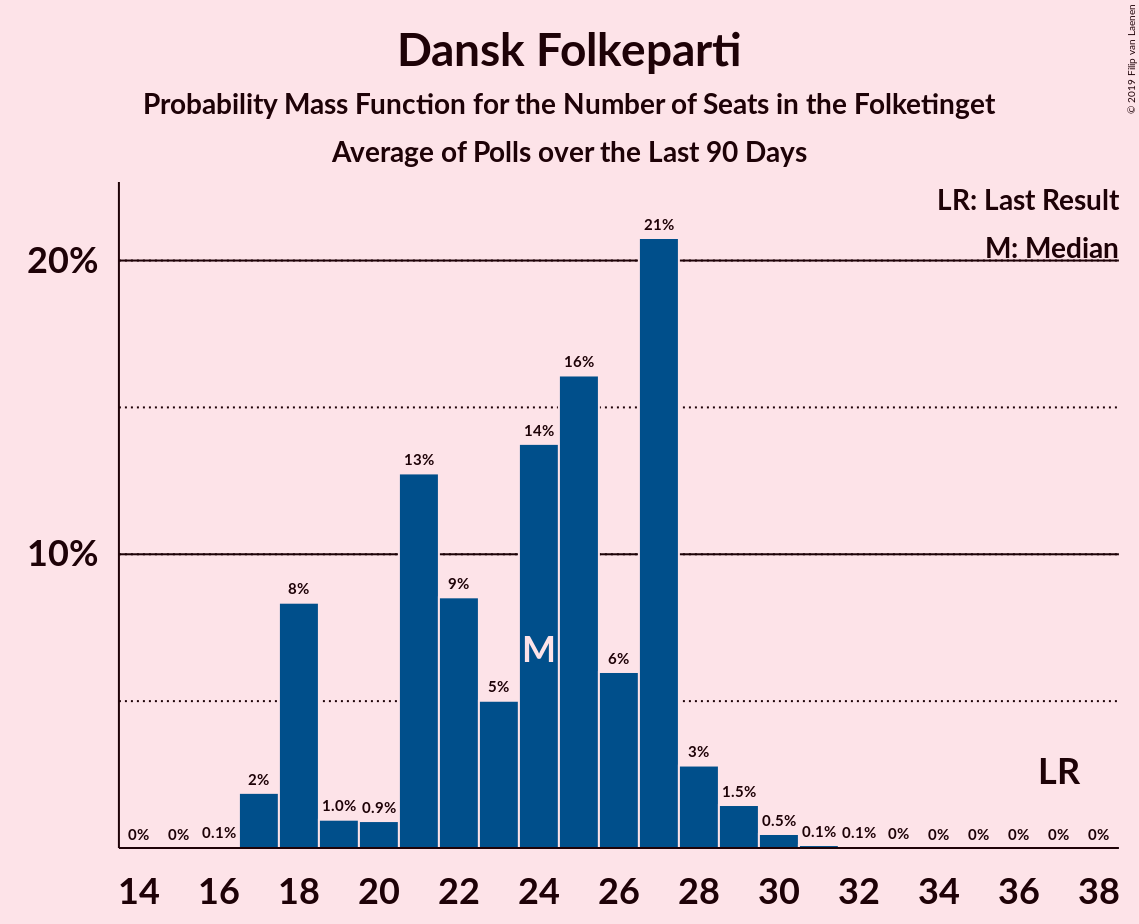 Dansk Folkeparti
Probability Mass Function for the Number of Seats in the Folketinget
Average of Polls over the Last 90 Days
© 2019 Filip van Laenen
LR: Last Result
M: Median
20%
10%
0% 0% 0.1% 2% 8% 1.0% 0.9% 13% 9% 5% 14% 16% 6% 21% 3% 1.5% 0.5% 0.1% 0.1% 0% 0% 0% 0% 0% 0%
M
LR
14 16 18 20 22 24 26 28 30 32 34 36 38